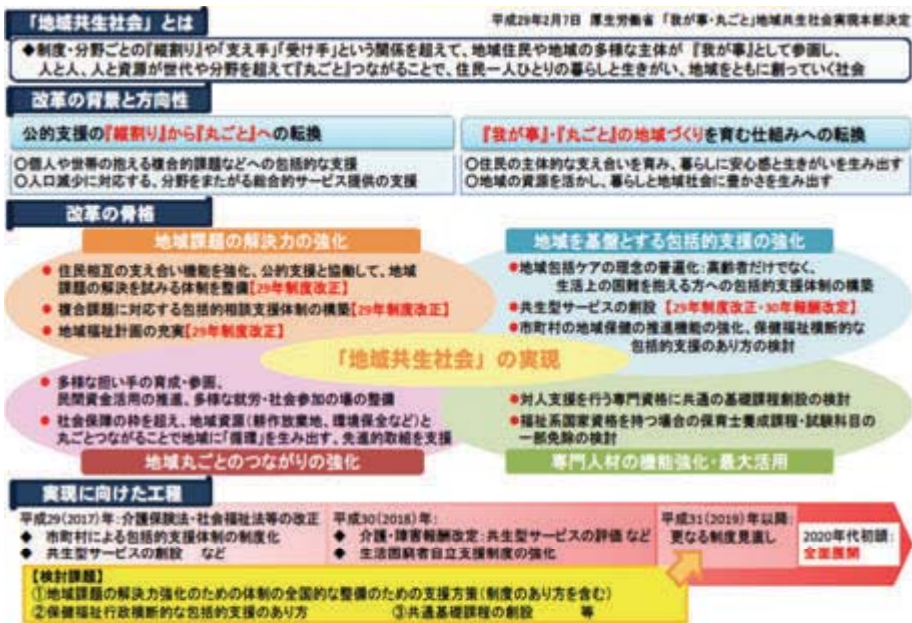 「地域共生社会」とは
平成29年2月7日 厚生労働省 「我が事・丸ごと」地域共生社会実現本部決定
◆制度・分野ごとの『縦割り』や「支え手」「受け手」という関係を超えて、地域住民や地域の多様な主体が 『我が事』として参画し、
人と人、人と資源が世代や分野を超えて『丸ごと』つながることで、住民一人ひとりの暮らしと生きがい、地域をともに創っていく社会
改革の背景と方向性
公的支援の『縦割り』から『丸ごと』への転換
○個人や世帯の抱える複合的課題などへの包括的な支援
○人口減少に対応する、分野をまたがる総合的サービス提供の支援
『我が事』・『丸ごと』の地域づくりを育む仕組みへの転換
○住民の主体的な支え合いを育み、暮らしに安心感と生きがいを生み出す
○地域の資源を活かし、暮らしと地域社会に豊かさを生み出す
改革の骨格
地域課題の解決力の強化
● 住民相互の支え合い機能を強化、公的支援と協働して、地域
課題の解決を試みる体制を整備【29年制度改正】
● 複合課題に対応する包括的相談支援体制の構築【29年制度改正】
● 地域福祉計画の充実【29年制度改正】
地域を基盤とする包括的支援の強化
●地域包括ケアの理念の普遍化：高齢者だけでなく、
生活上の困難を抱える方への包括的支援体制の構築
●共生型サービスの創設 【29年制度改正・30年報酬改定】
●市町村の地域保健の推進機能の強化、保健福祉横断的な
包括的支援のあり方の検討
「地域共生社会」の実現
● 多様な担い手の育成・参画、
民間資金活用の推進、多様な就労・社会参加の場の整備
● 社会保障の枠を超え、地域資源（耕作放棄地、環境保全など）と
丸ごとつながることで地域に「循環」を生み出す、先進的取組を支援
地域丸ごとのつながりの強化
●対人支援を行う専門資格に共通の基礎課程創設の検討
●福祉系国家資格を持つ場合の保育士養成課程・試験科目の
一部免除の検討
専門人材の機能強化・最大活用
実現に向けた工程
平成29(2017)年：介護保険法・社会福祉法等の改正
◆ 市町村による包括的支援体制の制度化
◆ 共生型サービスの創設 など
平成30(2018)年：
◆ 介護・障害報酬改定：共生型サービスの評価 など
◆ 生活困窮者自立支援制度の強化
平成31(2019)年以降：
更なる制度見直し
2020年代初頭：
全面展開
【検討課題】
①地域課題の解決力強化のための体制の全国的な整備のための支援方策（制度のあり方を含む）
②保健福祉行政横断的な包括的支援のあり方 ③共通基礎課程の創設 等